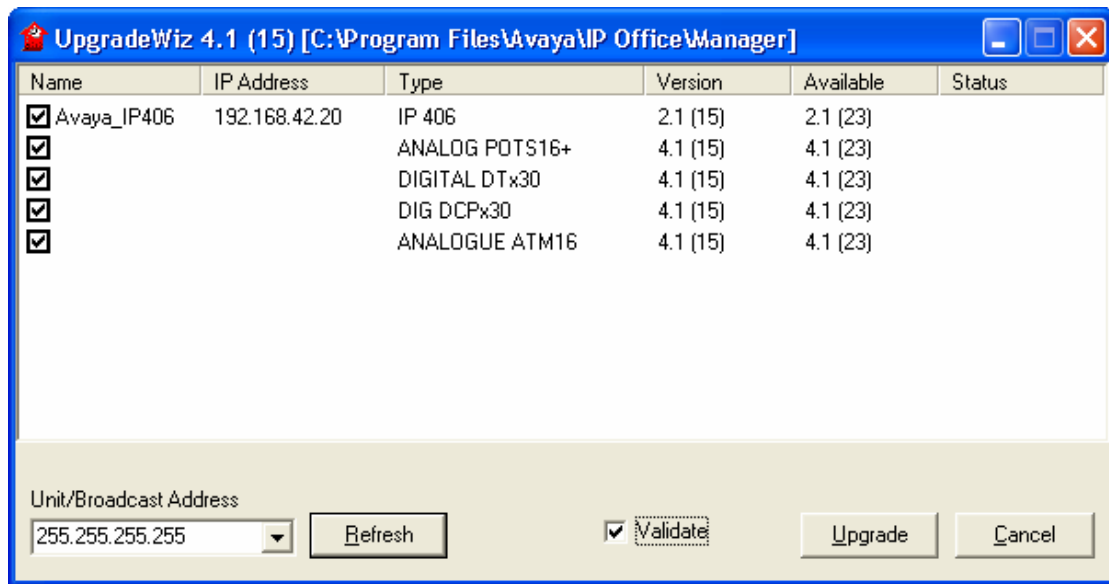 UpgradeWiz 4.1 (15) [C:\Program Files\Avaya\IP Office\Manager]
Name IP Address Type Version Available Status
Avaya_IP406 192.168.42.20 IP 406 2.1 (15) 2.1 (23)
ANALOG POTS16+ 4.1 (15) 4.1 (23)
DIGITAL DTx30 4.1 (15) 4.1 (23)
DIG DCPx30 4.1 (15) 4.1 (23)
ANALOGUE ATM16 4.1 (15) 4.1 (23)
Unit/Broadcast Address
255.255.255.255 Refresh Validate Upgrade Cancel